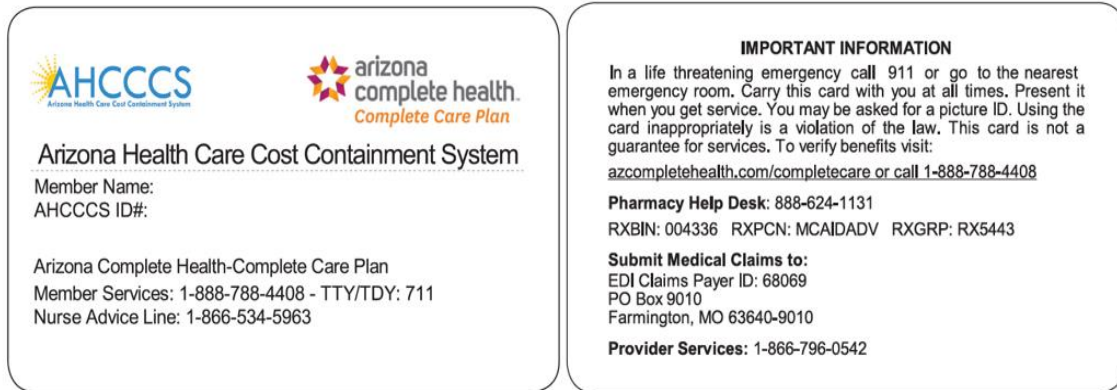 AHCCCS
Arizona Health Care Cost Containment System
arizona
complete health.
Complete Care Plan
Arizona Health Care Cost Containment System
Member Name:
AHCCCS ID#:
Arizona Complete Health-Complete Care Plan
Member Services: 1-888-788-4408 - TTY/TDY: 711
Nurse Advice Line: 1-866-534-5963
IMPORTANT INFORMATION
In a life threatening emergency call 911 or go to the nearest
emergency room. Carry this card with you at all times. Present it
when you get service. You may be asked for a picture ID. Using the
card inappropriately is a violation of the law. This card is not a
guarantee for services. To verify benefits visit:
azcompletehealth.com/completecare or call 1-888-788-4408
Pharmacy Help Desk: 888-624-1131
RXBIN: 004336 RXPCN: MCAIDADV RXGRP: RX5443
Submit Medical Claims to:
EDI Claims Payer ID: 68069
PO Box 9010
Farmington, MO 63640-9010
Provider Services: 1-866-796-0542